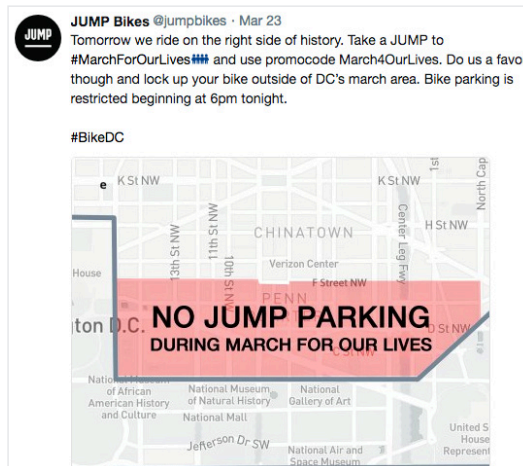 JUMP
JUMP Bikes @jumpbikes · Mar 23
Tomorrow we ride on the right side of history. Take a JUMP to
#MarchForOurLives and use promocode March4OurLives. Do us a favo
though and lock up your bike outside of DC’s march area. Bike parking is
restricted beginning at 6pm tonight.
#BikeDC
e
K St NW
K St NW
1st
North Cap
13th St NW
11th St NW
10th St NW
Center Leg Fwy
H St NW
CHINATOWN
Verizon Center
House
F Street NW
PENN
ton D.C.
NO JUMP PARKING
D St NW
DURING MARCH FOR OUR LIVES
C St NW
National
of African
American History
and Culture
National Museum
of Natural History
National
Gallery of Art
National Mall
Jefferson Dr SW
National Air and
Space Museum
United S
House
Represent